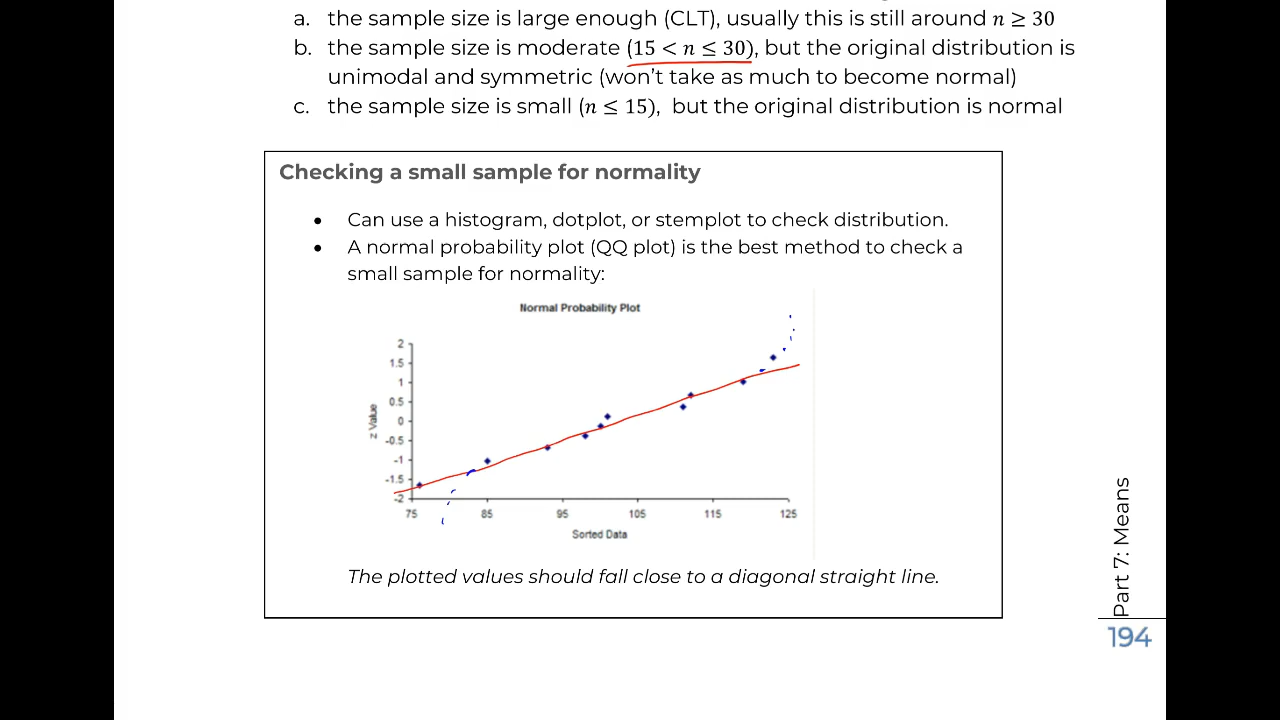 a. the sample size is large enough (CLT), usually this is still around n ≥ 30
b. the sample size is moderate (15 < n ≤ 30), but the original distribution is
unimodal and symmetric (won't take as much to become normal)
c. the sample size is small (n ≤ 15), but the original distribution is normal
Checking a small sample for normality
• Can use a histogram, dotplot, or stemplot to check distribution.
• A normal probability plot (QQ plot) is the best method to check a
small sample for normality:
Normal Probability Plot
2
1.5
1
0.5
0
-0.5
-1
-1.5
-2
z Value
75 85 95 105 115 125
Sorted Data
The plotted values should fall close to a diagonal straight line.
Part 7: Means
194